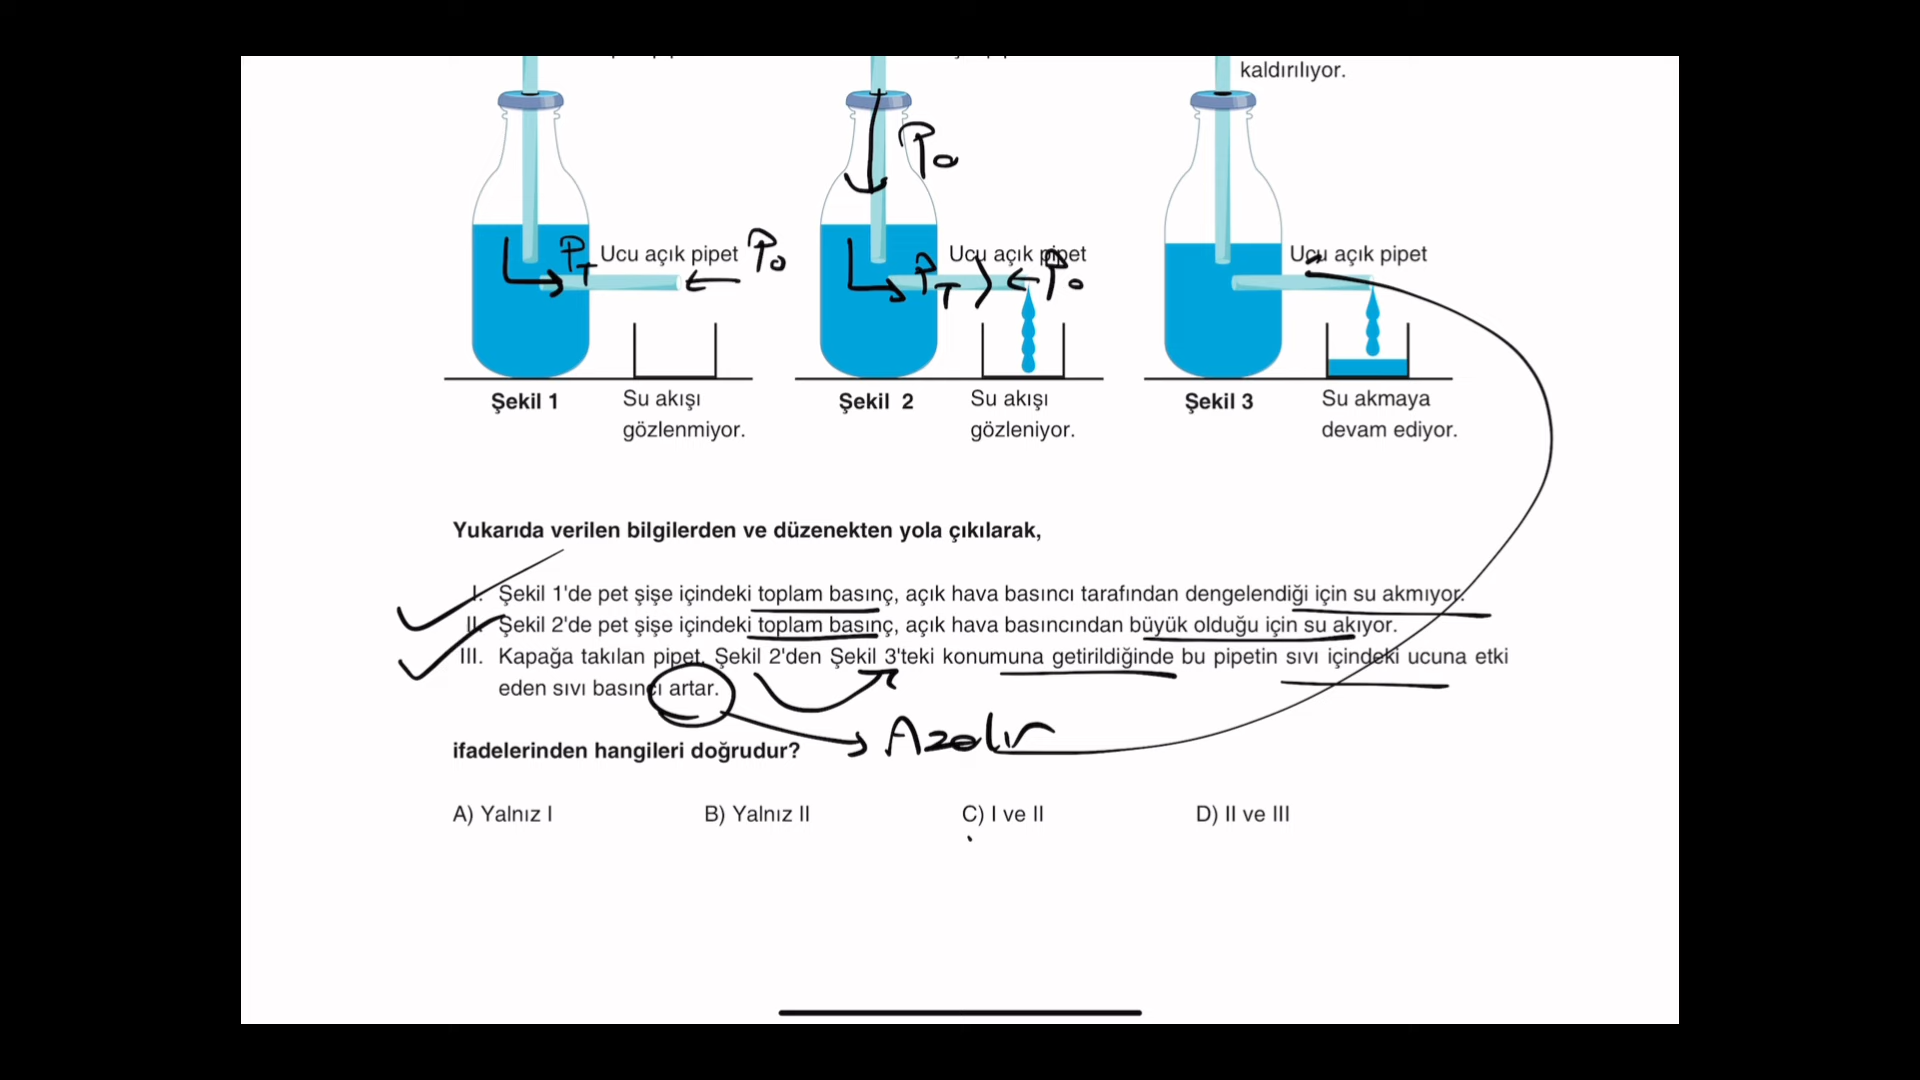 kaldırılıyor.
P₀
Ucu açık pipet
Ucu açık pipet
Ucu açık pipet
P_T
P₀
P_T > P₀
Şekil 1
Su akışı
gözlenmiyor.
Şekil 2
Su akışı
gözleniyor.
Şekil 3
Su akmaya
devam ediyor.
Yukarıda verilen bilgilerden ve düzenekten yola çıkılarak,
I. Şekil 1'de pet şişe içindeki toplam basınç, açık hava basıncı tarafından dengelendiği için su akmıyor.
II. Şekil 2'de pet şişe içindeki toplam basınç, açık hava basıncından büyük olduğu için su akıyor.
III. Kapağa takılan pipet, Şekil 2'den Şekil 3'teki konumuna getirildiğinde bu pipetin sıvı içindeki ucuna etki
eden sıvı basıncı artar.
Azalır
ifadelerinden hangileri doğrudur?
A) Yalnız I
B) Yalnız II
C) I ve II
D) II ve III